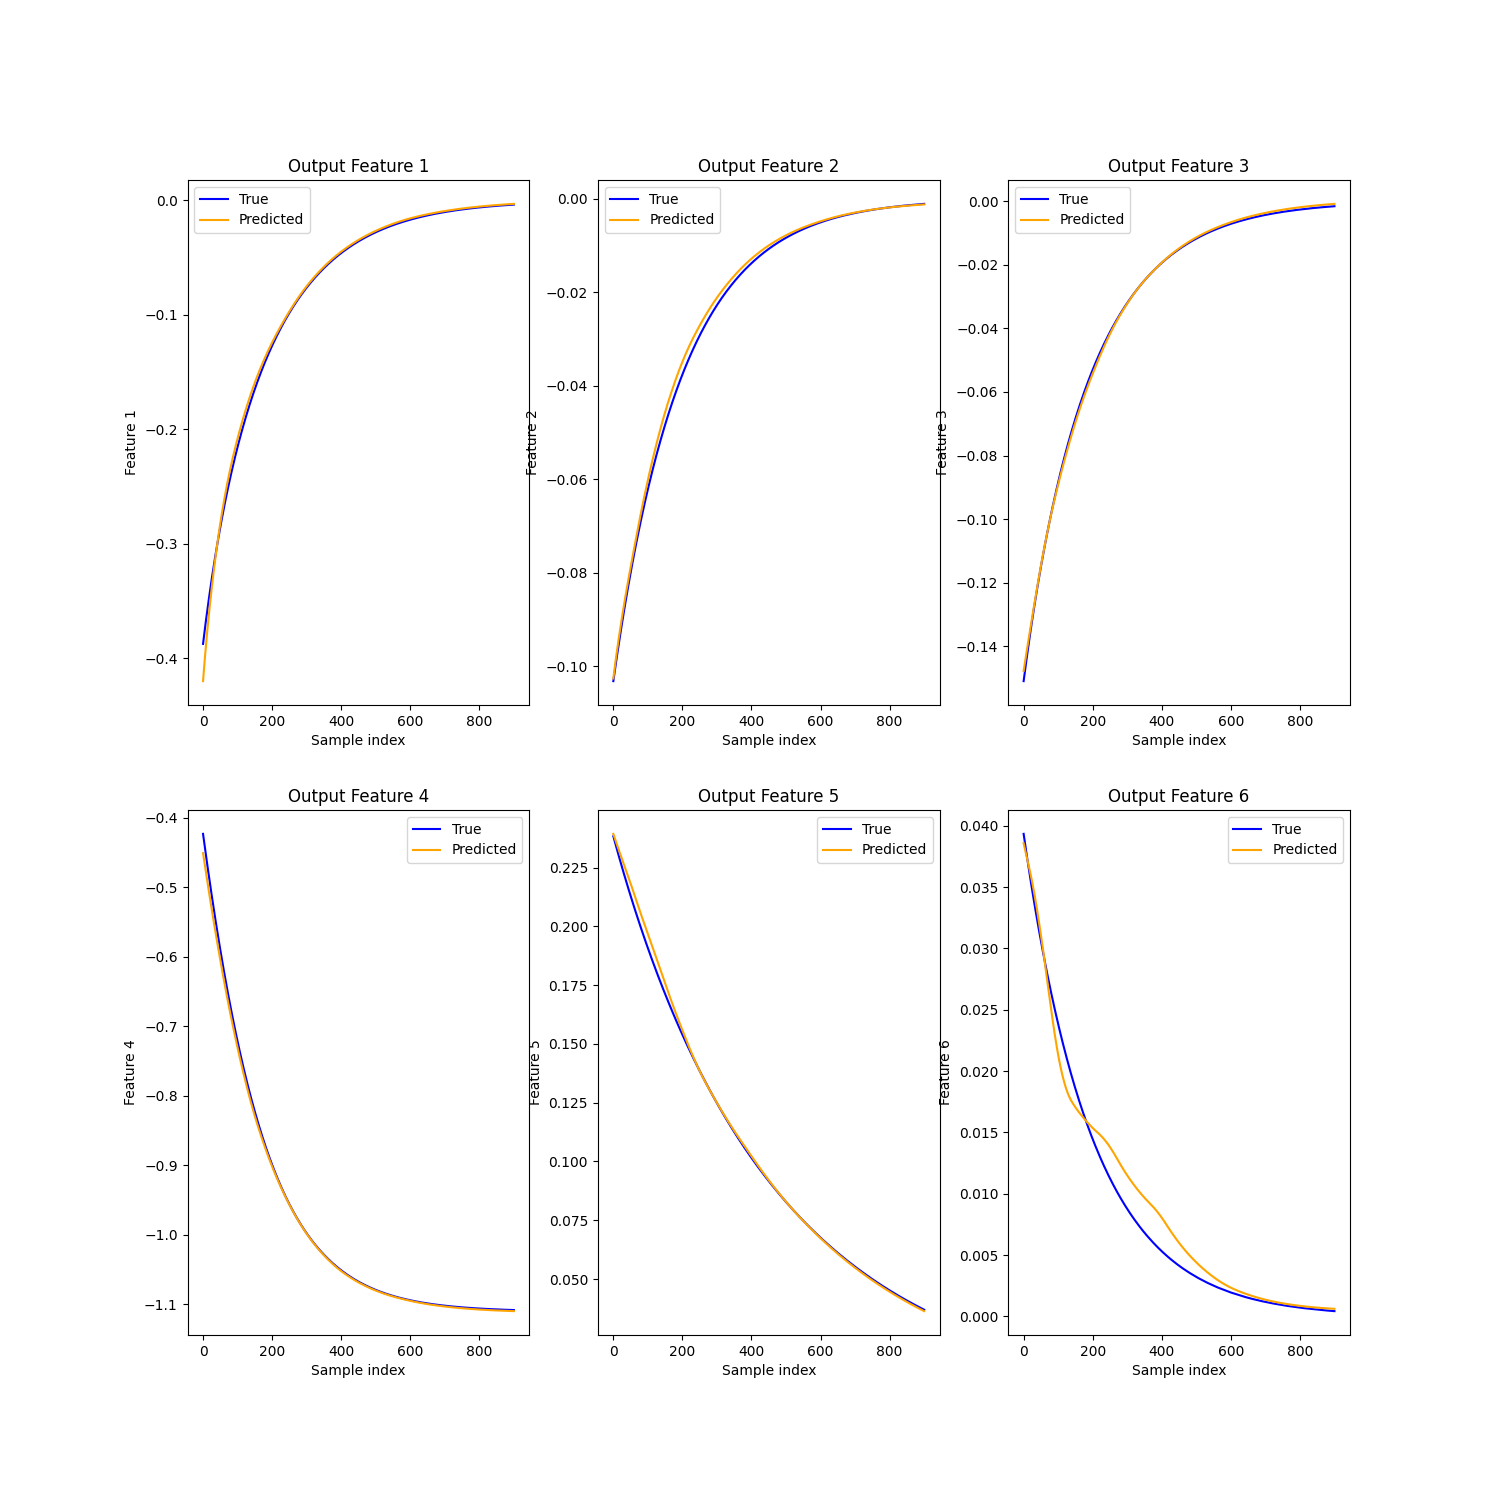 Output Feature 1
True
Predicted
0.0
−0.1
−0.2
−0.3
−0.4
Feature 1
0 200 400 600 800
Sample index
Output Feature 2
True
Predicted
0.00
−0.02
−0.04
−0.06
−0.08
−0.10
Feature 2
0 200 400 600 800
Sample index
Output Feature 3
True
Predicted
0.00
−0.02
−0.04
−0.06
−0.08
−0.10
−0.12
−0.14
Feature 3
0 200 400 600 800
Sample index
Output Feature 4
True
Predicted
−0.4
−0.5
−0.6
−0.7
−0.8
−0.9
−1.0
−1.1
Feature 4
0 200 400 600 800
Sample index
Output Feature 5
True
Predicted
0.225
0.200
0.175
0.150
0.125
0.100
0.075
0.050
Feature 5
0 200 400 600 800
Sample index
Output Feature 6
True
Predicted
0.040
0.035
0.030
0.025
0.020
0.015
0.010
0.005
0.000
Feature 6
0 200 400 600 800
Sample index